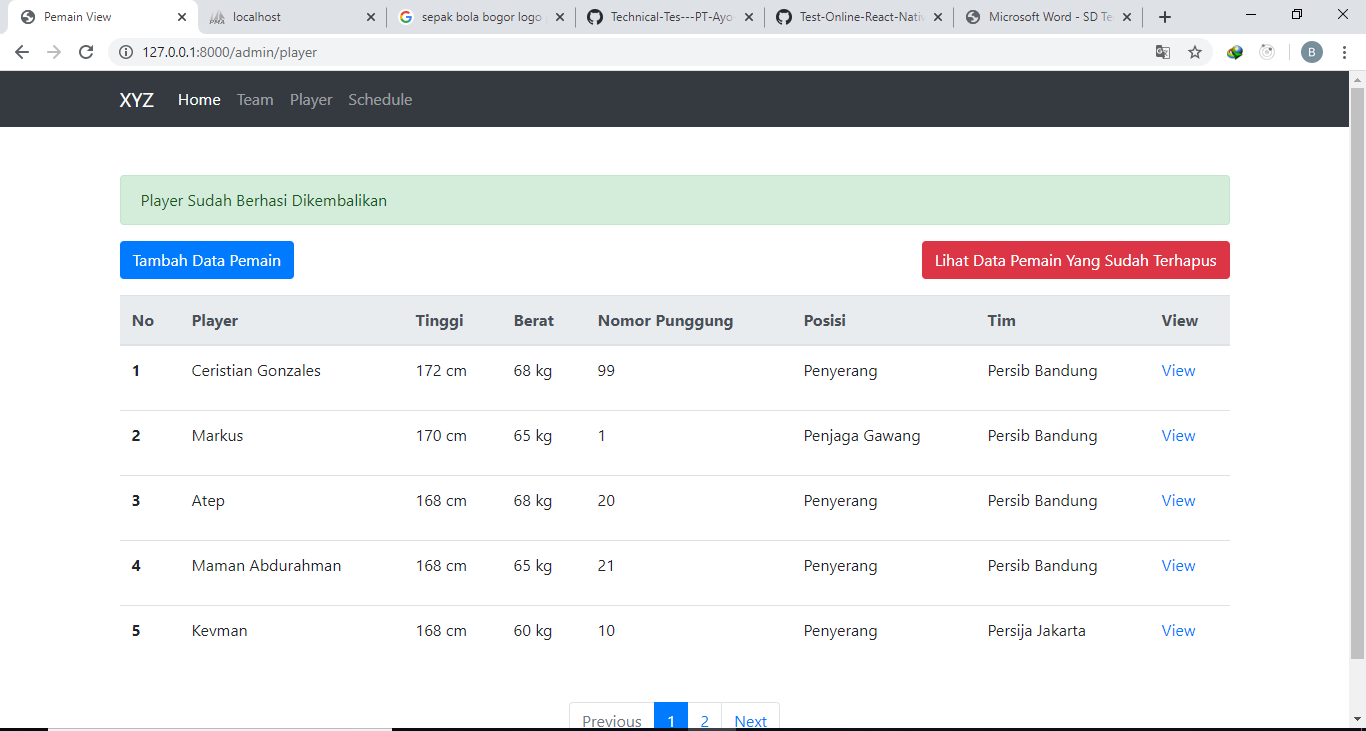 Pemain View
localhost
sepak bola bogor logo
Technical-Tes---PT-Ayo-
Test-Online-React-Nativ
Microsoft Word - SD Te
127.0.0.1:8000/admin/player
B
XYZ Home Team Player Schedule
Player Sudah Berhasi Dikembalikan
Tambah Data Pemain
Lihat Data Pemain Yang Sudah Terhapus
No Player Tinggi Berat Nomor Punggung Posisi Tim View
1 Ceristian Gonzales 172 cm 68 kg 99 Penyerang Persib Bandung View
2 Markus 170 cm 65 kg 1 Penjaga Gawang Persib Bandung View
3 Atep 168 cm 68 kg 20 Penyerang Persib Bandung View
4 Maman Abdurahman 168 cm 65 kg 21 Penyerang Persib Bandung View
5 Kevman 168 cm 60 kg 10 Penyerang Persija Jakarta View
Previous 1 2 Next